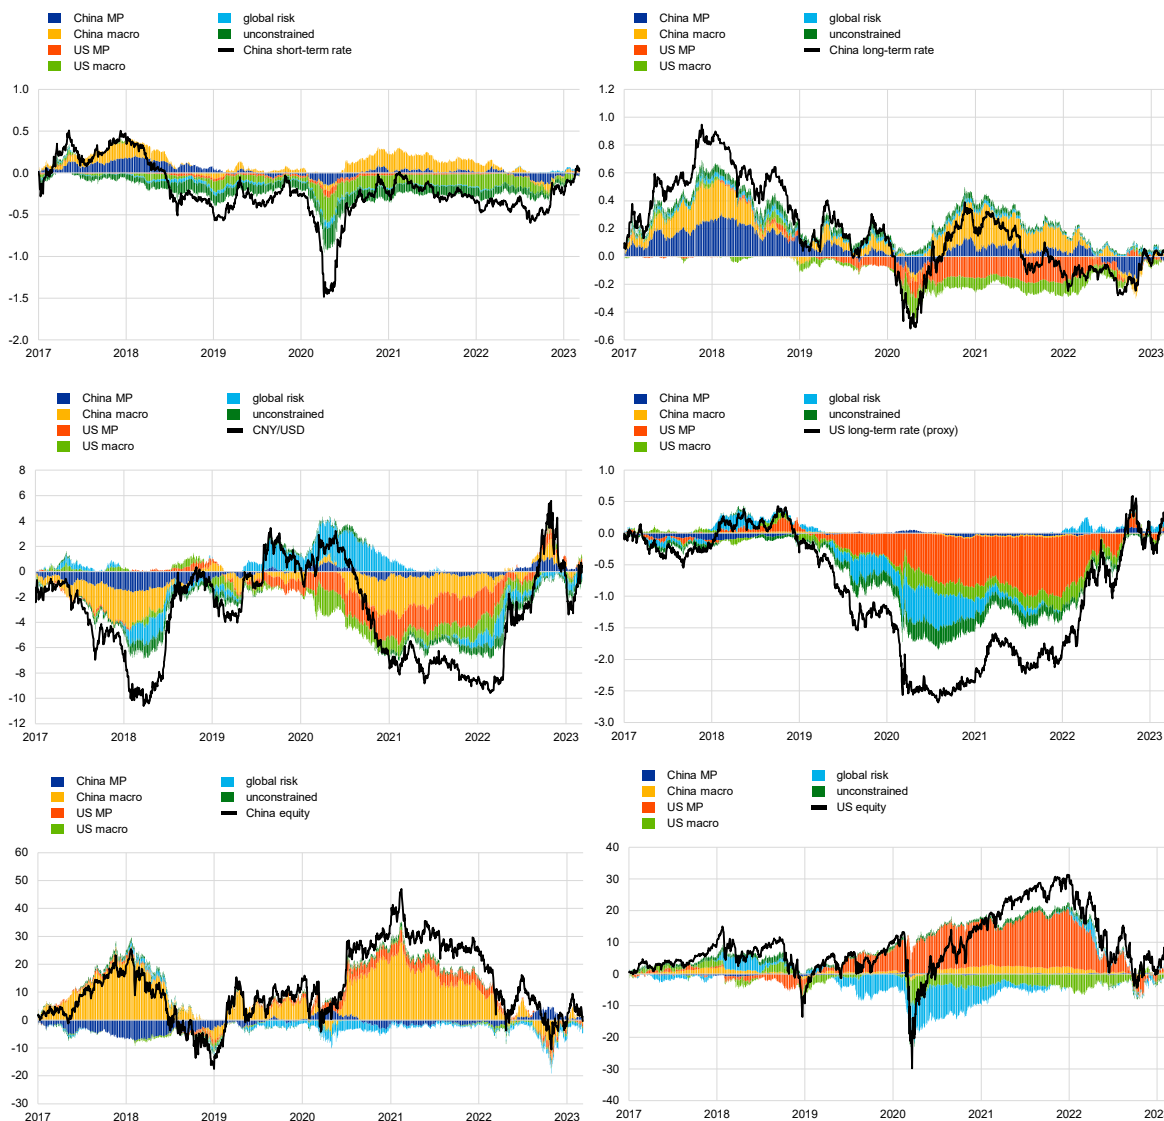 China MP global risk
China macro unconstrained
US MP China short-term rate
US macro
1.0
0.5
0.0
-0.5
-1.0
-1.5
-2.0
2017 2018 2019 2020 2021 2022 2023
China MP global risk
China macro unconstrained
US MP China long-term rate
US macro
1.2
1.0
0.8
0.6
0.4
0.2
0.0
-0.2
-0.4
-0.6
2017 2018 2019 2020 2021 2022 2023
China MP global risk
China macro unconstrained
US MP CNY/USD
US macro
8
6
4
2
0
-2
-4
-6
-8
-10
-12
2017 2018 2019 2020 2021 2022 2023
China MP global risk
China macro unconstrained
US MP US long-term rate (proxy)
US macro
1.0
0.5
0.0
-0.5
-1.0
-1.5
-2.0
-2.5
-3.0
2017 2018 2019 2020 2021 2022 2023
China MP global risk
China macro unconstrained
US MP China equity
US macro
60
50
40
30
20
10
0
-10
-20
-30
2017 2018 2019 2020 2021 2022 2023
China MP global risk
China macro unconstrained
US MP US equity
US macro
40
30
20
10
0
-10
-20
-30
-40
2017 2018 2019 2020 2021 2022 2023